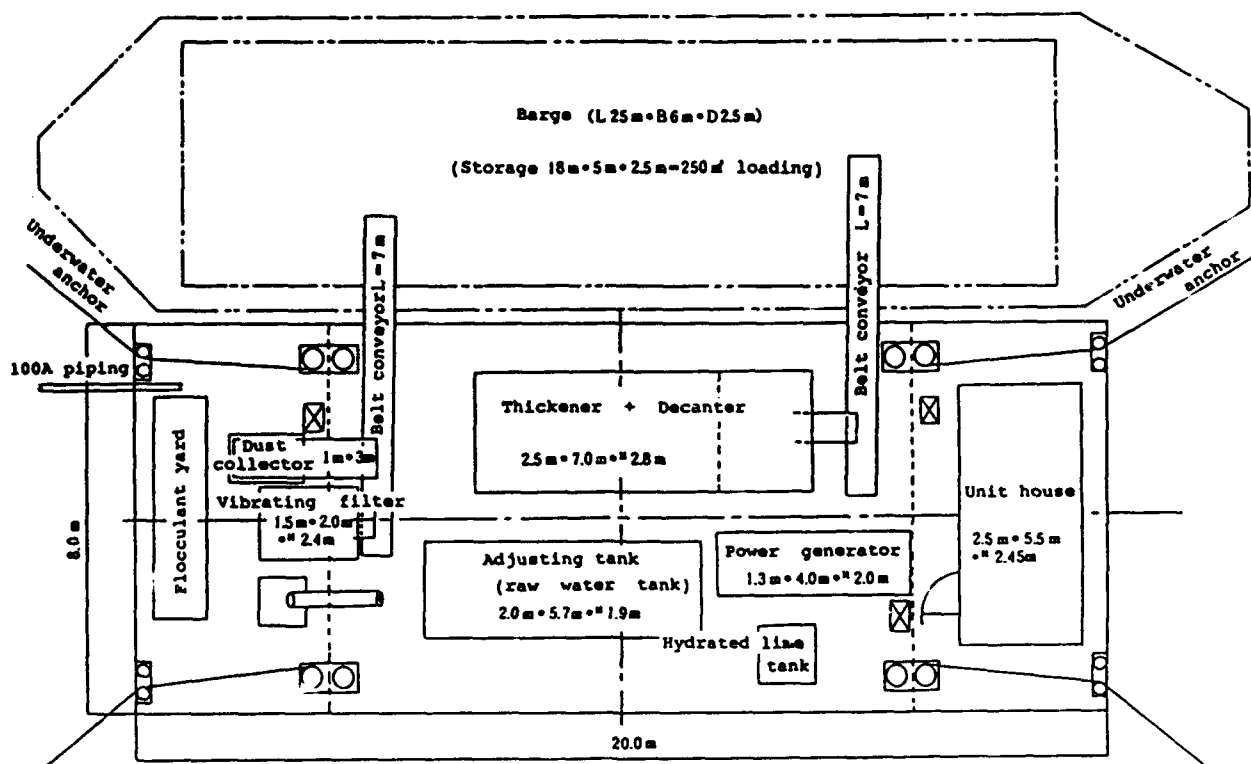 Barge (L 25m*B6m*D2.5m)
(Storage 18m*5m*2.5m=250㎥ loading)
Underwater
anchor
Underwater
anchor
Belt conveyorL=7m
Belt conveyor L=7m
100A piping
Flocculant yard
Dust
collector
1m*3m
Vibrating filter
1.5m*2.0m
*ᴴ2.4m
Thickener + Decanter
2.5m*7.0m*ᴴ2.8m
Unit house
2.5m*5.5
*ᴴ2.45m
Adjusting tank
(raw water tank)
2.0m*5.7m*ᴴ1.9m
Power generator
1.3m*4.0m*ᴴ2.0m
Hydrated lime
tank
8.0m
20.0m